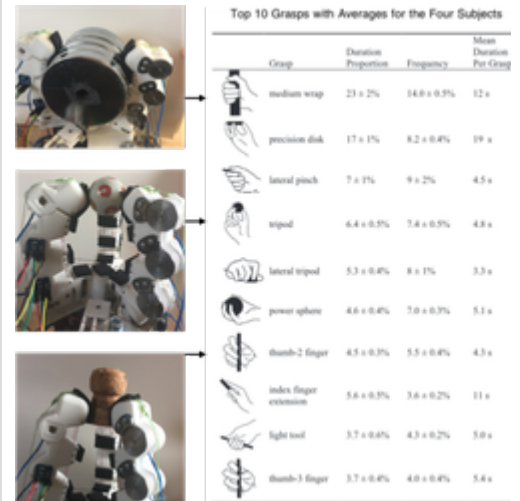 Top 10 Grasps with Averages for the Four Subjects
Grasp Duration Proportion Frequency Mean Duration Per Grasp
medium wrap 23 ± 2% 14.0 ± 0.5% 12 s
precision disk 17 ± 1% 8.2 ± 0.4% 19 s
lateral pinch 7 ± 1% 9 ± 2% 4.5 s
tripod 6.4 ± 0.5% 7.4 ± 0.5% 4.8 s
lateral tripod 5.3 ± 0.4% 8 ± 1% 3.3 s
power sphere 4.6 ± 0.4% 7.0 ± 0.3% 5.1 s
thumb-2 finger 4.5 ± 0.3% 5.5 ± 0.4% 4.3 s
index finger extension 5.6 ± 0.5% 3.6 ± 0.2% 11 s
light tool 3.7 ± 0.6% 4.3 ± 0.2% 5.0 s
thumb-3 finger 3.7 ± 0.4% 4.0 ± 0.4% 5.4 s